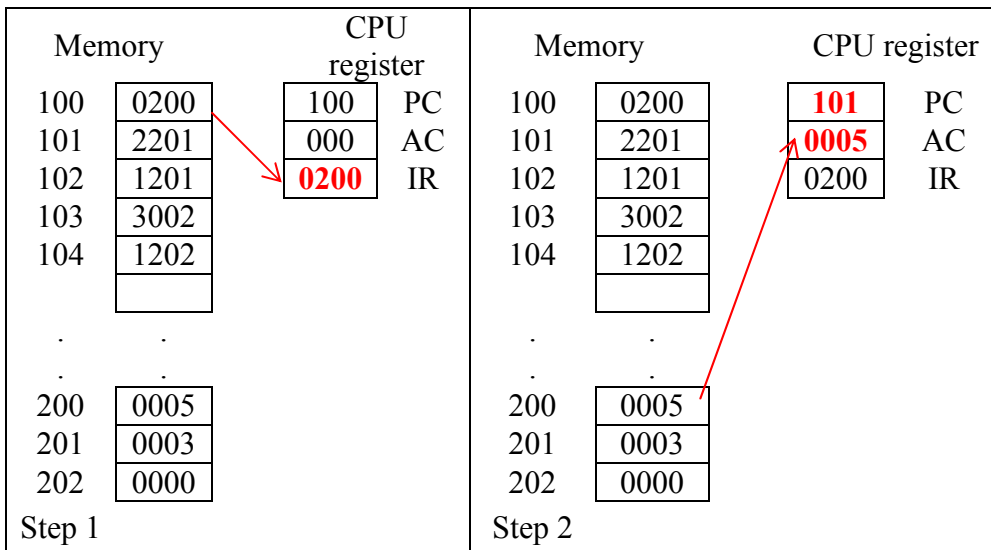 Memory CPU register
100 0200 100 PC
101 2201 000 AC
102 1201 0200 IR
103 3002
104 1202
. .
. .
200 0005
201 0003
202 0000
Step 1
Memory CPU register
100 0200 101 PC
101 2201 0005 AC
102 1201 0200 IR
103 3002
104 1202
. .
. .
200 0005
201 0003
202 0000
Step 2